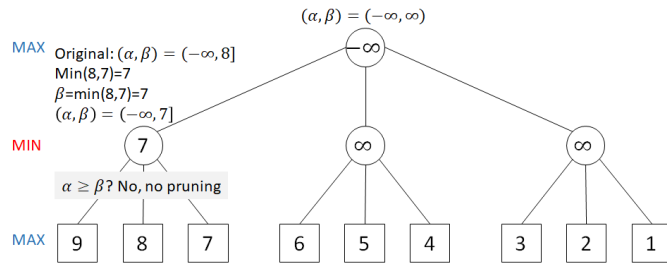 (α, β) = (-∞, ∞)
MAX
Original: (α, β) = (-∞, 8]
-∞
Min(8,7)=7
β=min(8,7)=7
(α, β) = (-∞, 7]
MIN
7
∞
∞
α ≥ β? No, no pruning
MAX
9
8
7
6
5
4
3
2
1